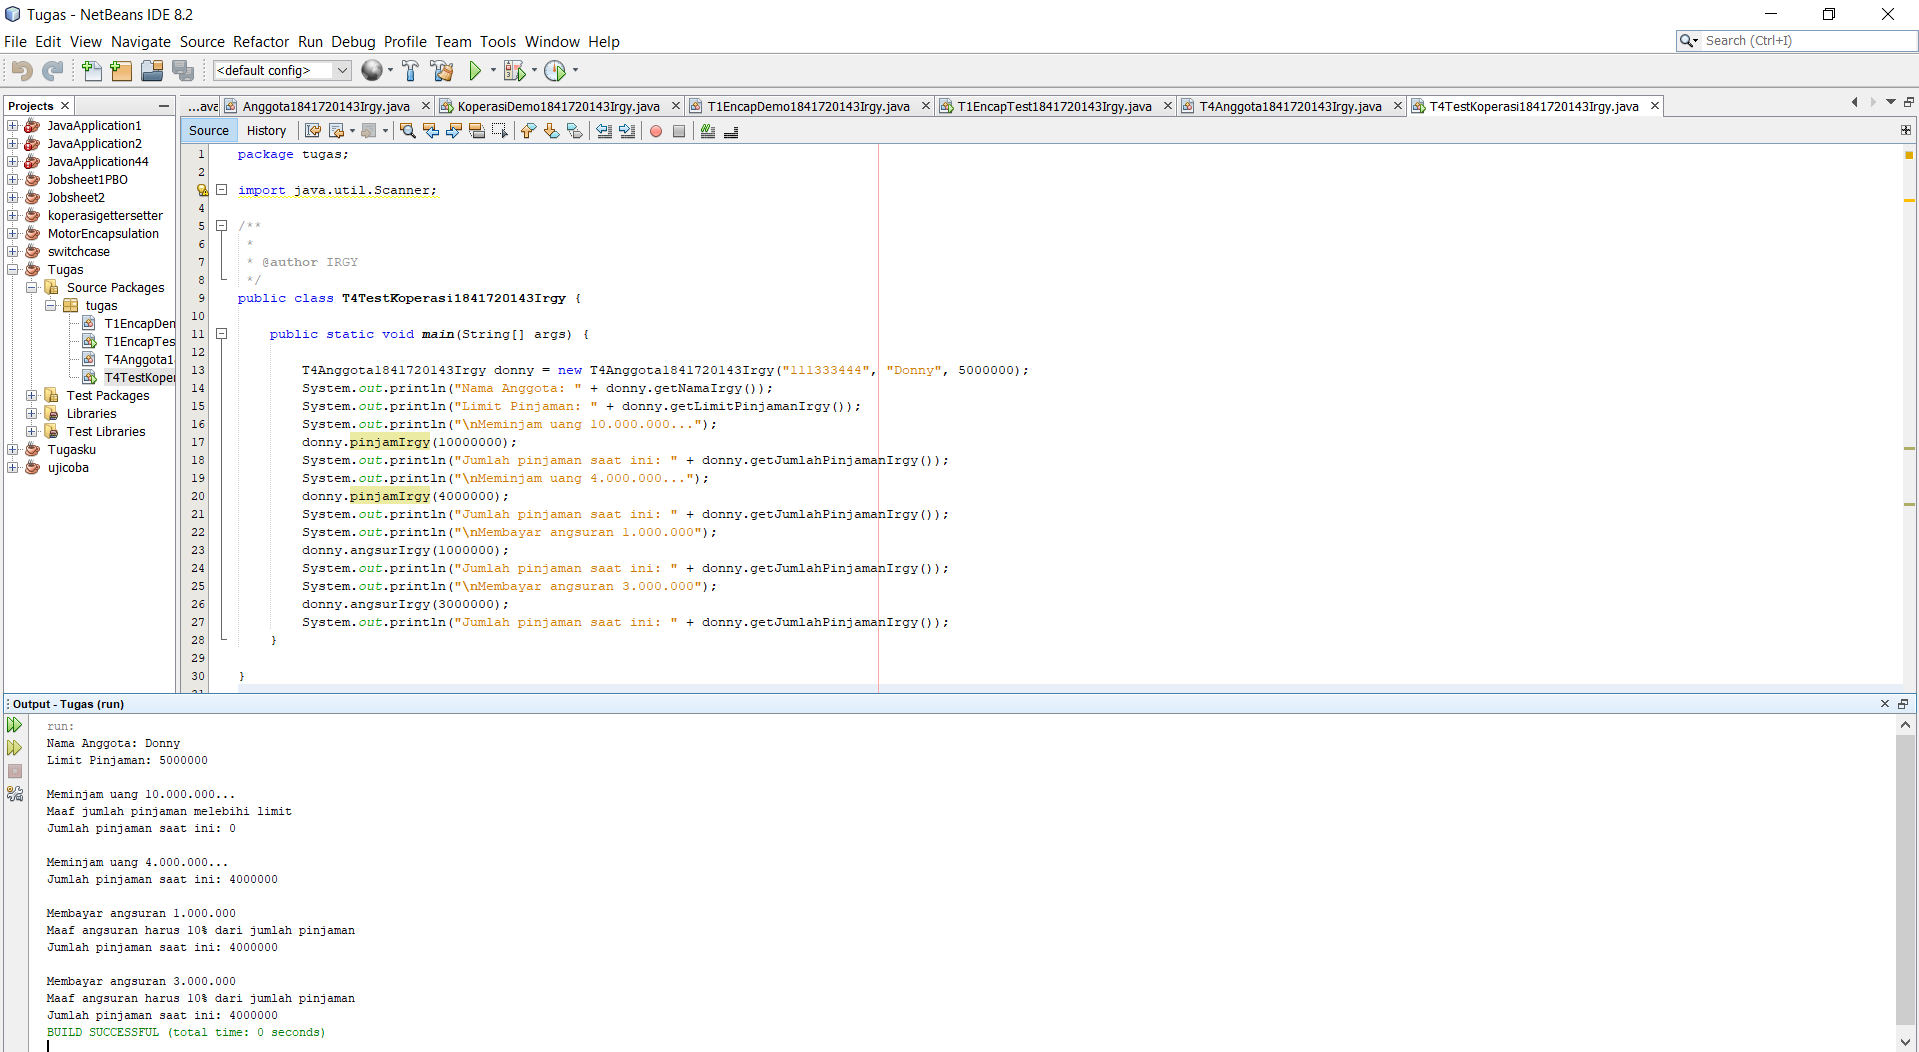 Tugas - NetBeans IDE 8.2
File Edit View Navigate Source Refactor Run Debug Profile Team Tools Window Help
Search (Ctrl+I)
<default config>
Projects
...ava Anggota1841720143Irgy.java KoperasiDemo1841720143Irgy.java T1EncapDemo1841720143Irgy.java T1EncapTest1841720143Irgy.java T4Anggota1841720143Irgy.java T4TestKoperasi1841720143Irgy.java
JavaApplication1
JavaApplication2
JavaApplication44
Jobsheet1PBO
Jobsheet2
koperasigettersetter
MotorEncapsulation
switchcase
Tugas
Source Packages
tugas
T1EncapDen
T1EncapTes
T4Anggota1
T4TestKoper
Test Packages
Libraries
Test Libraries
Tugasku
ujicoba
Source History
1 package tugas;
2
import java.util.Scanner;
4
5 /**
6 *
7 * @author IRGY
8 */
9 public class T4TestKoperasi1841720143Irgy {
10
11 public static void main(String[] args) {
12
13 T4Anggota1841720143Irgy donny = new T4Anggota1841720143Irgy("111333444", "Donny", 5000000);
14 System.out.println("Nama Anggota: " + donny.getNamaIrgy());
15 System.out.println("Limit Pinjaman: " + donny.getLimitPinjamanIrgy());
16 System.out.println("\nMeminjam uang 10.000.000...");
17 donny.pinjamIrgy(10000000);
18 System.out.println("Jumlah pinjaman saat ini: " + donny.getJumlahPinjamanIrgy());
19 System.out.println("\nMeminjam uang 4.000.000...");
20 donny.pinjamIrgy(4000000);
21 System.out.println("Jumlah pinjaman saat ini: " + donny.getJumlahPinjamanIrgy());
22 System.out.println("\nMembayar angsuran 1.000.000");
23 donny.angsurIrgy(1000000);
24 System.out.println("Jumlah pinjaman saat ini: " + donny.getJumlahPinjamanIrgy());
25 System.out.println("\nMembayar angsuran 3.000.000");
26 donny.angsurIrgy(3000000);
27 System.out.println("Jumlah pinjaman saat ini: " + donny.getJumlahPinjamanIrgy());
28 }
29
30 }
31
Output - Tugas (run)
run:
Nama Anggota: Donny
Limit Pinjaman: 5000000
Meminjam uang 10.000.000...
Maaf jumlah pinjaman melebihi limit
Jumlah pinjaman saat ini: 0
Meminjam uang 4.000.000...
Jumlah pinjaman saat ini: 4000000
Membayar angsuran 1.000.000
Maaf angsuran harus 10% dari jumlah pinjaman
Jumlah pinjaman saat ini: 4000000
Membayar angsuran 3.000.000
Maaf angsuran harus 10% dari jumlah pinjaman
Jumlah pinjaman saat ini: 4000000
BUILD SUCCESSFUL (total time: 0 seconds)